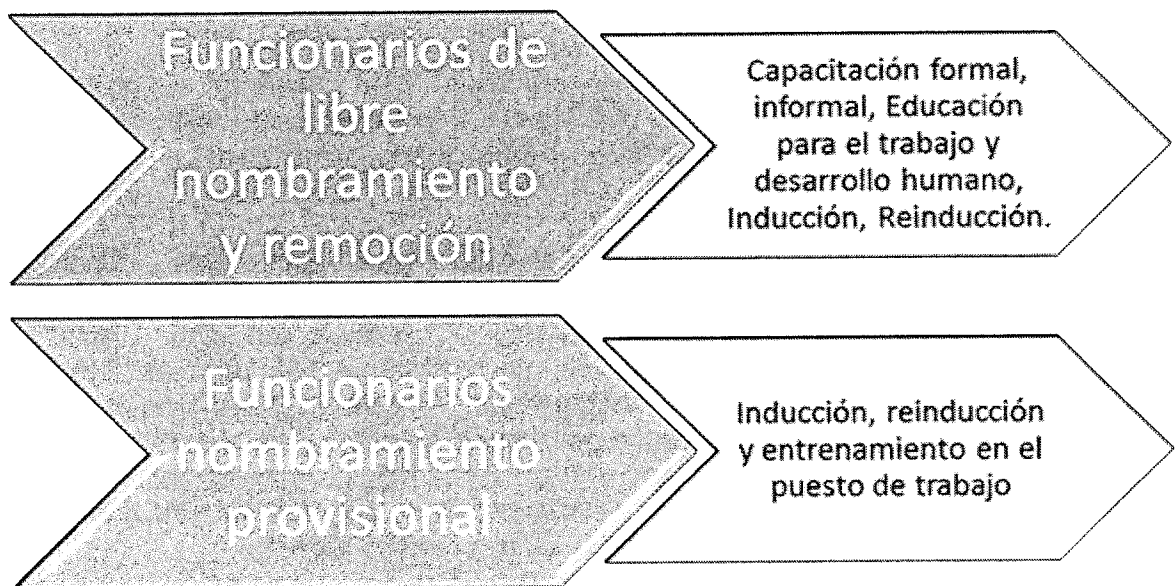 Funcionarios de
libre
nombramiento
y remoción
Capacitación formal,
informal, Educación
para el trabajo y
desarrollo humano,
Inducción, Reinducción.
Funcionarios
nombramiento
provisional
Inducción, reinducción
y entrenamiento en el
puesto de trabajo